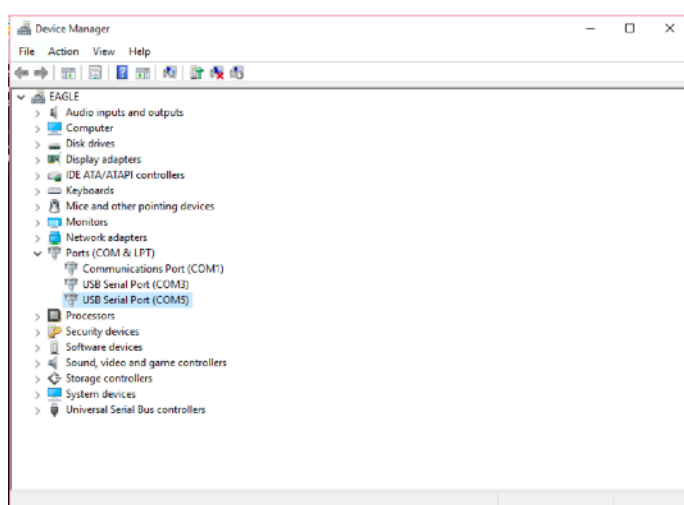 Device Manager
File Action View Help
EAGLE
Audio inputs and outputs
Computer
Disk drives
Display adapters
IDE ATA/ATAPI controllers
Keyboards
Mice and other pointing devices
Monitors
Network adapters
Ports (COM & LPT)
Communications Port (COM1)
USB Serial Port (COM3)
USB Serial Port (COM5)
Processors
Security devices
Software devices
Sound, video and game controllers
Storage controllers
System devices
Universal Serial Bus controllers